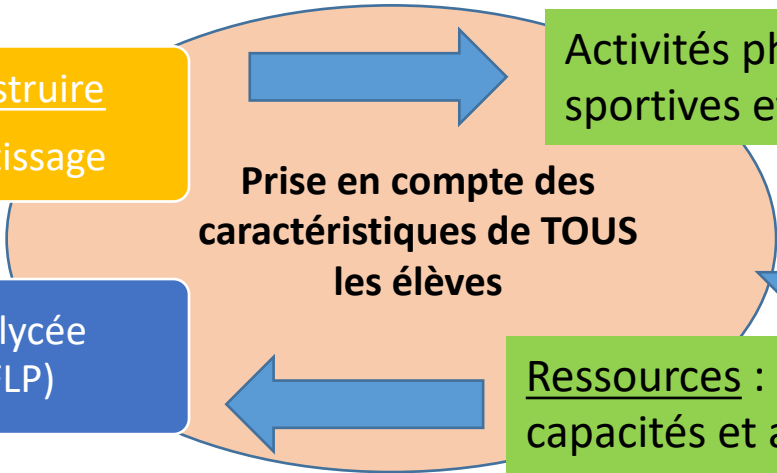 struire
issage
Activités ph
sportives e
Prise en compte des
caractéristiques de TOUS
les élèves
lycée
LP)
Ressources :
capacités et a